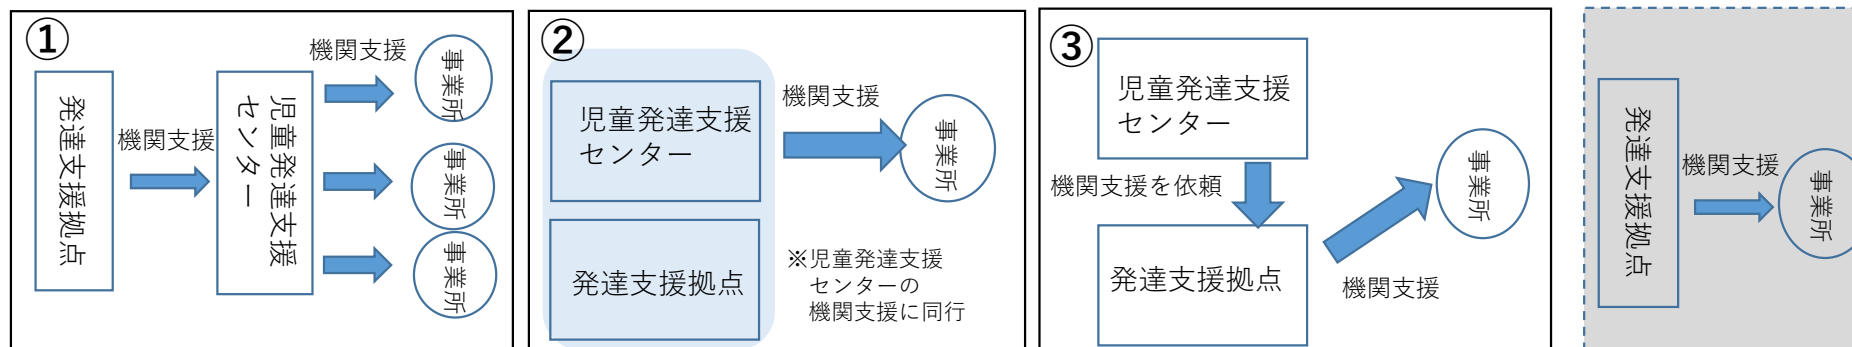 ①
発達支援拠点
機関支援
児童発達支援
センター
機関支援
事業所
事業所
事業所
②
児童発達支援
センター
発達支援拠点
機関支援
事業所
※児童発達支援
センターの
機関支援に同行
③
児童発達支援
センター
機関支援を依頼
発達支援拠点
機関支援
事業所
発達支援拠点
機関支援
事業所